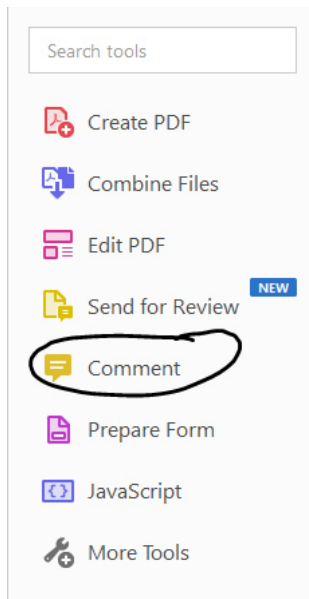 Search tools
Create PDF
Combine Files
Edit PDF
NEW
Send for Review
Comment
Prepare Form
JavaScript
More Tools